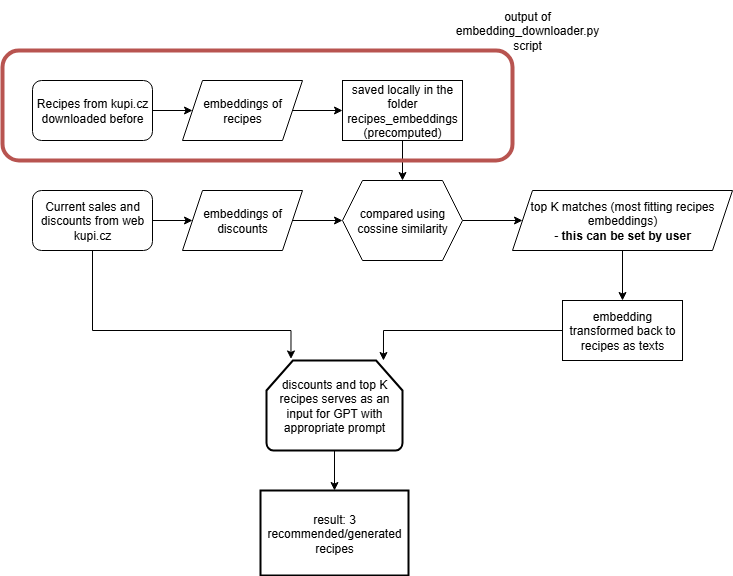 output of
embedding_downloader.py
script
Recipes from kupi.cz
downloaded before
embeddings of
recipes
saved locally in the
folder
recipes_embeddings
(precomputed)
Current sales and
discounts from web
kupi.cz
embeddings of
discounts
compared using
cossine similarity
top K matches (most fitting recipes
embeddings)
- this can be set by user
embedding
transformed back to
recipes as texts
discounts and top K
recipes serves as an
input for GPT with
appropriate prompt
result: 3
recommended/generated
recipes